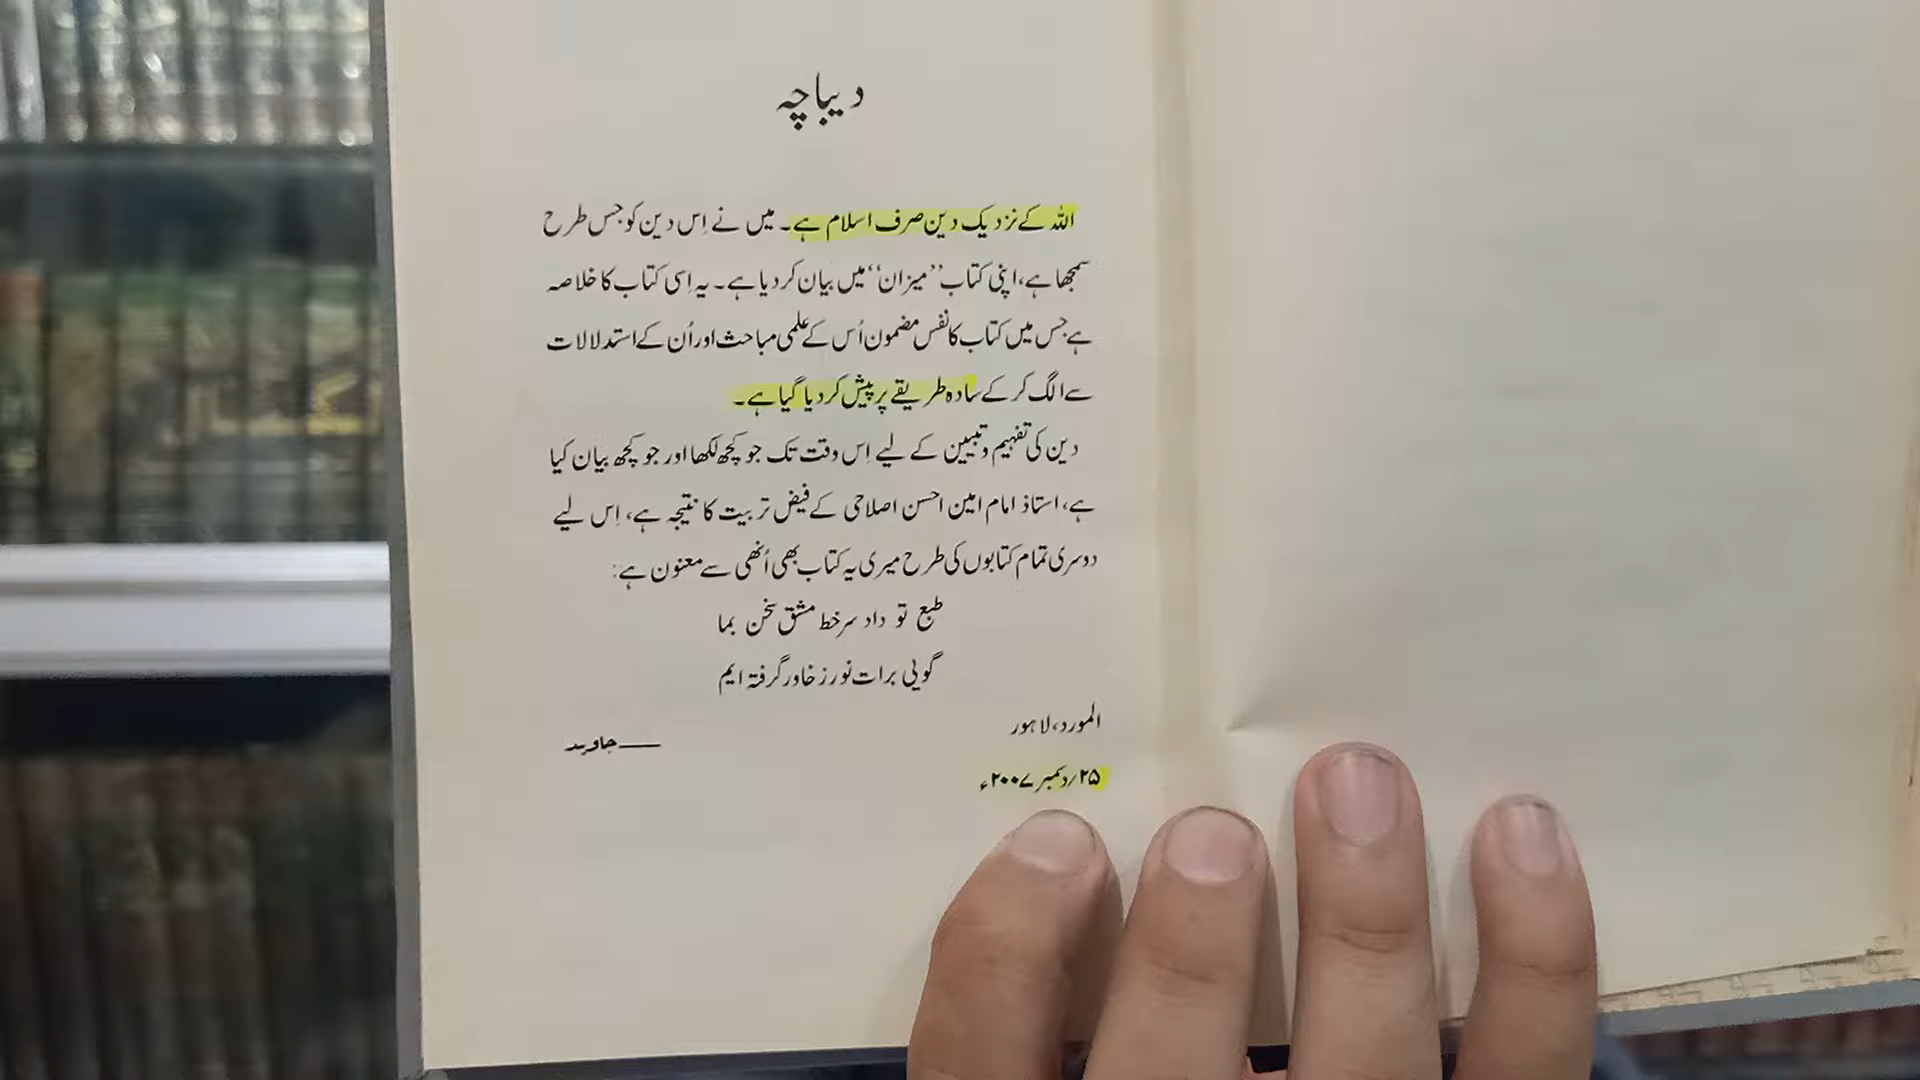 دیباچہ
اللہ کے نزدیک دین صرف اسلام ہے۔ میں نے اِس دین کو جس طرح
سمجھا ہے، اپنی کتاب ’’میزان‘‘ میں بیان کر دیا ہے۔ یہ اِسی کتاب کا خلاصہ
ہے جس میں کتاب کا نفس مضمون اُس کے علمی مباحث اور اُن کے استدلالات
سے الگ کر کے سادہ طریقے پر پیش کر دیا گیا ہے۔
دین کی تفہیم و تبیین کے لیے اِس وقت تک جو کچھ لکھا اور جو کچھ بیان کیا
ہے، استاذ امام امین احسن اصلاحی کے فیض تربیت کا نتیجہ ہے، اِس لیے
دوسری تمام کتابوں کی طرح میری یہ کتاب بھی اُنھی سے معنون ہے:
طبع تو داد سرخط مشق سخن بما
گویی برات نور ز خاور گرفتہ ایم
المورد، لاہور
—— جاوید
۲۵/دسمبر ۲۰۰۷ء